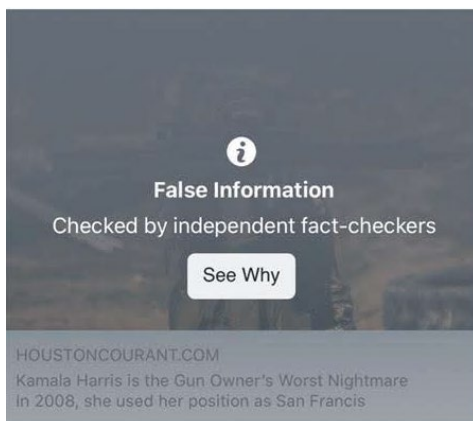 False Information
Checked by independent fact-checkers
See Why
HOUSTONCOURANT.COM
Kamala Harris is the Gun Owner's Worst Nightmare
In 2008, she used her position as San Francis